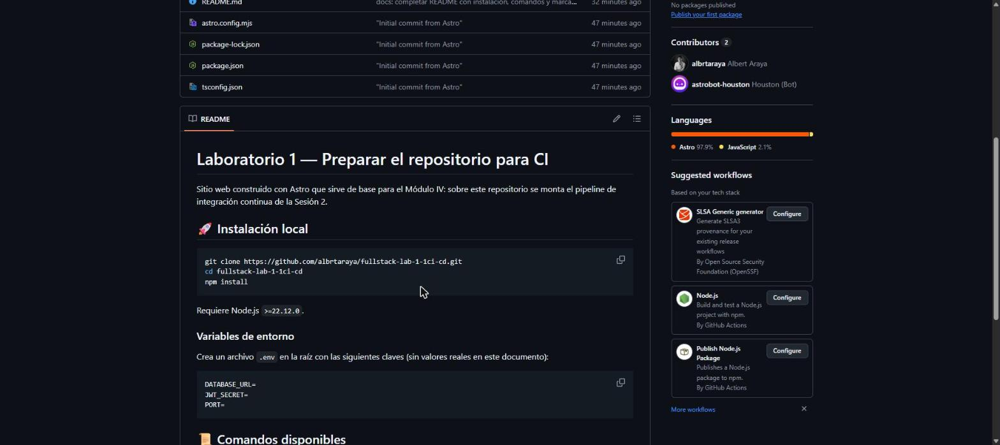 README.md
docs: completar README con instalación, comandos y marca...
32 minutes ago
astro.config.mjs
"Initial commit from Astro"
47 minutes ago
package-lock.json
"Initial commit from Astro"
47 minutes ago
package.json
"Initial commit from Astro"
47 minutes ago
tsconfig.json
"Initial commit from Astro"
47 minutes ago
README
Laboratorio 1 — Preparar el repositorio para CI
Sitio web construido con Astro que sirve de base para el Módulo IV: sobre este repositorio se monta el pipeline de
integración continua de la Sesión 2.
🚀 Instalación local
git clone https://github.com/albrtaraya/fullstack-lab-1-1ci-cd.git
cd fullstack-lab-1-1ci-cd
npm install
Requiere Node.js >=22.12.0.
Variables de entorno
Crea un archivo .env en la raíz con las siguientes claves (sin valores reales en este documento):
DATABASE_URL=
JWT_SECRET=
PORT=
📜 Comandos disponibles
No packages published
Publish your first package
Contributors 2
albrtaraya Albert Araya
astrobot-houston Houston (Bot)
Languages
Astro 97.9%
JavaScript 2.1%
Suggested workflows
Based on your tech stack
SLSA Generic generator
Configure
Generate SLSA3
provenance for your
existing release
workflows
By Open Source Security
Foundation (OpenSSF)
Node.js
Configure
Build and test a Node.js
project with npm.
By GitHub Actions
Publish Node.js
Package
Configure
Publishes a Node.js
package to npm.
By GitHub Actions
More workflows